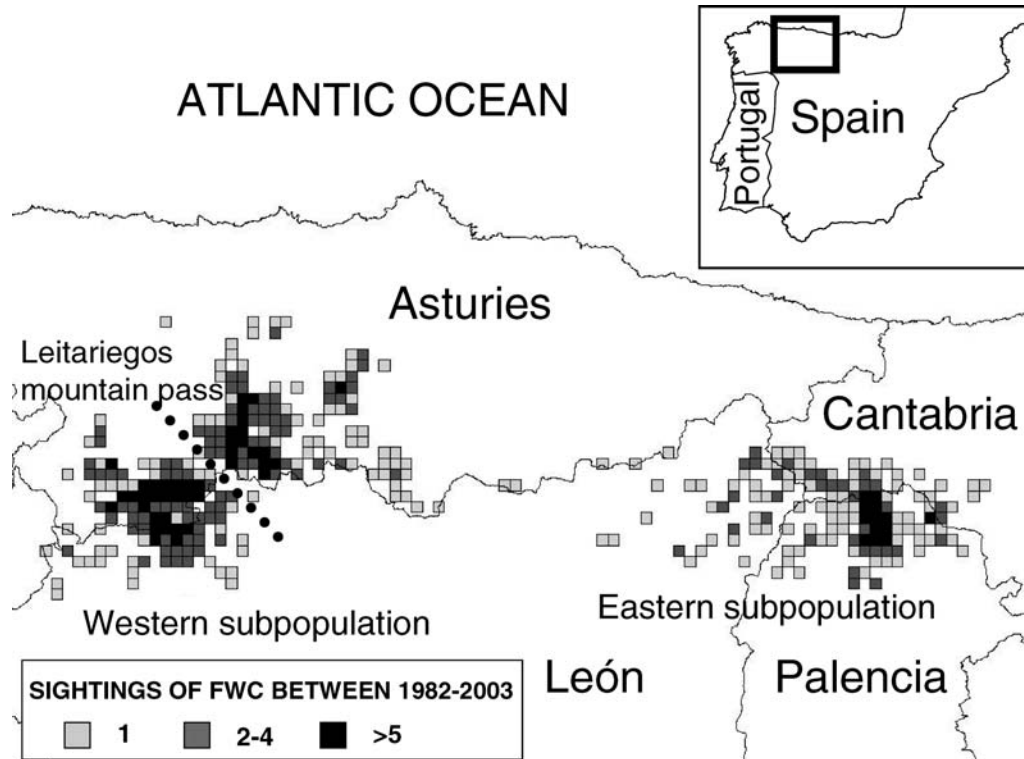 ATLANTIC OCEAN
Portugal
Spain
Asturies
Leitariegos
mountain pass
Cantabria
Western subpopulation
Eastern subpopulation
León
Palencia
SIGHTINGS OF FWC BETWEEN 1982-2003
1
2-4
>5